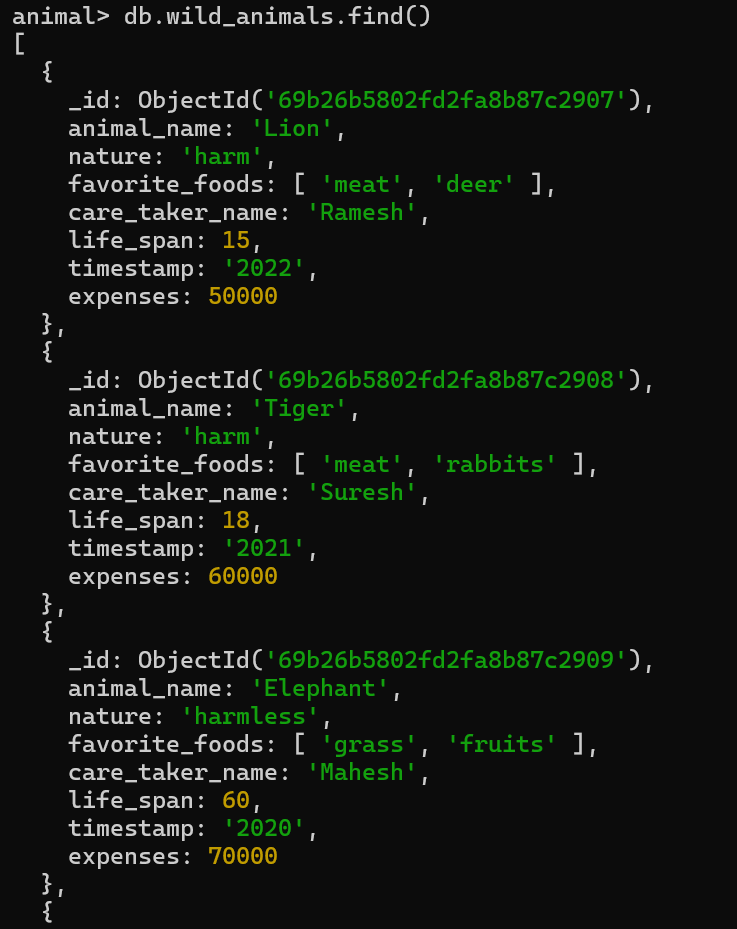 animal> db.wild_animals.find()
[
  {
    _id: ObjectId('69b26b5802fd2fa8b87c2907'),
    animal_name: 'Lion',
    nature: 'harm',
    favorite_foods: [ 'meat', 'deer' ],
    care_taker_name: 'Ramesh',
    life_span: 15,
    timestamp: '2022',
    expenses: 50000
  },
  {
    _id: ObjectId('69b26b5802fd2fa8b87c2908'),
    animal_name: 'Tiger',
    nature: 'harm',
    favorite_foods: [ 'meat', 'rabbits' ],
    care_taker_name: 'Suresh',
    life_span: 18,
    timestamp: '2021',
    expenses: 60000
  },
  {
    _id: ObjectId('69b26b5802fd2fa8b87c2909'),
    animal_name: 'Elephant',
    nature: 'harmless',
    favorite_foods: [ 'grass', 'fruits' ],
    care_taker_name: 'Mahesh',
    life_span: 60,
    timestamp: '2020',
    expenses: 70000
  },
  {